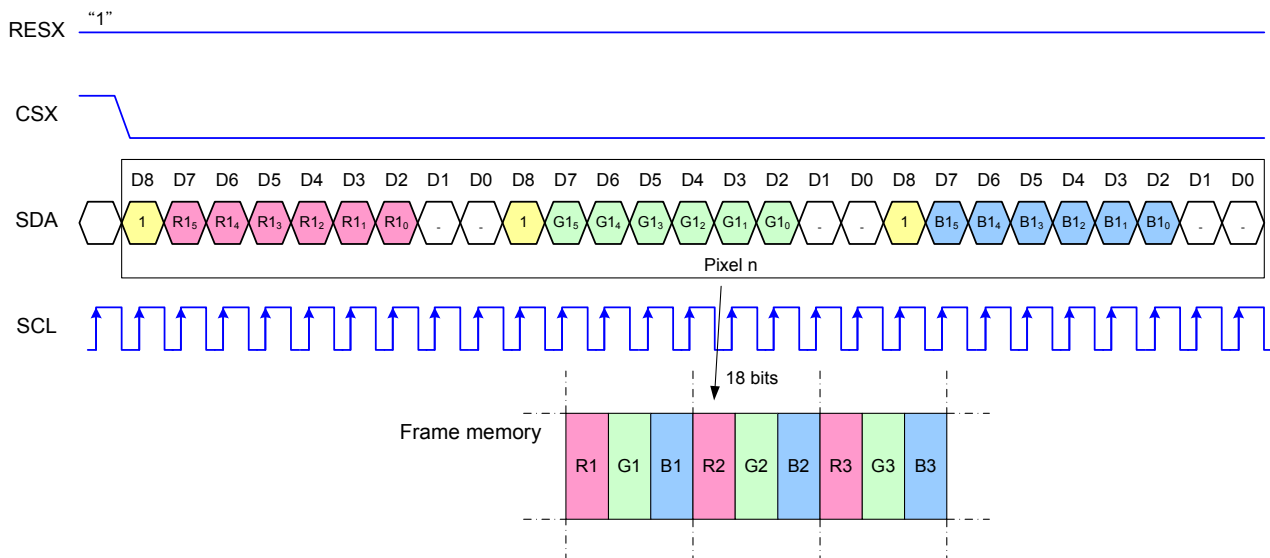 RESX “1”
CSX
D8 D7 D6 D5 D4 D3 D2 D1 D0 D8 D7 D6 D5 D4 D3 D2 D1 D0 D8 D7 D6 D5 D4 D3 D2 D1 D0
SDA 1 R1₅ R1₄ R1₃ R1₂ R1₁ R1₀ - - 1 G1₅ G1₄ G1₃ G1₂ G1₁ G1₀ - - 1 B1₅ B1₄ B1₃ B1₂ B1₁ B1₀ - -
Pixel n
SCL
18 bits
Frame memory
R1 G1 B1 R2 G2 B2 R3 G3 B3